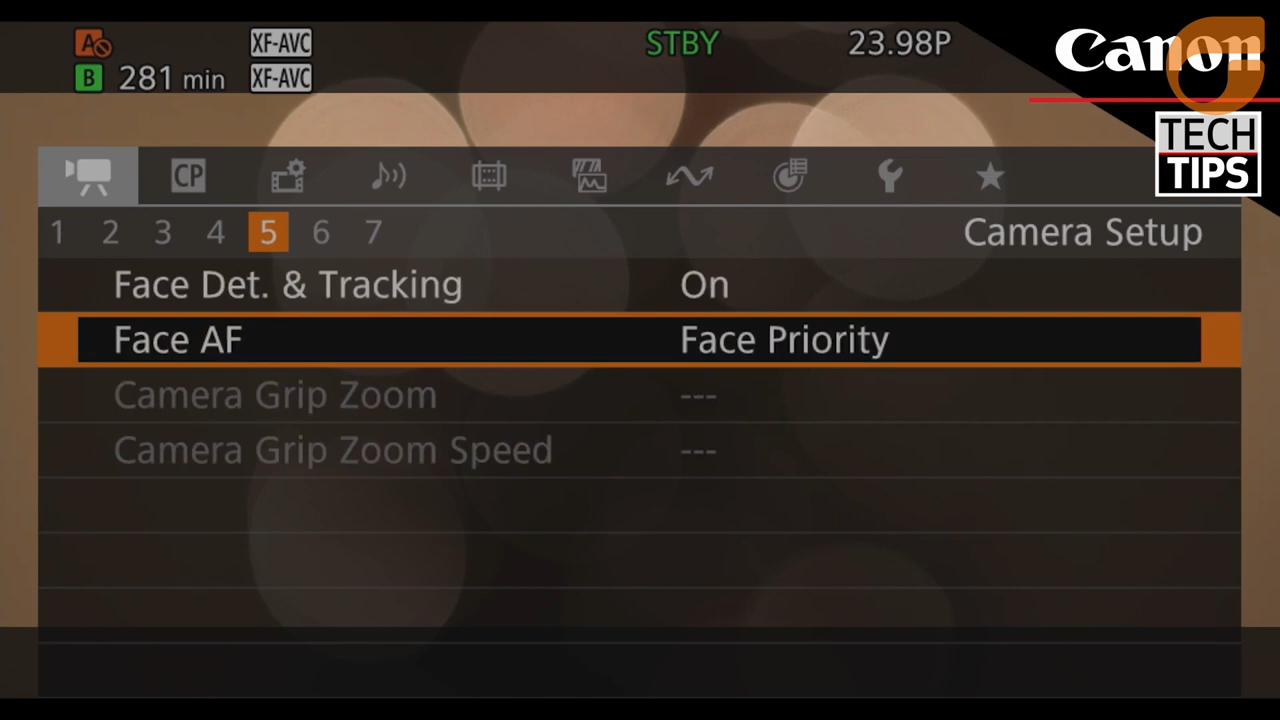 A XF-AVC STBY 23.98P Canon
B 281 min XF-AVC
TECH
TIPS
CP
1 2 3 4 5 6 7 Camera Setup
Face Det. & Tracking On
Face AF Face Priority
Camera Grip Zoom ---
Camera Grip Zoom Speed ---